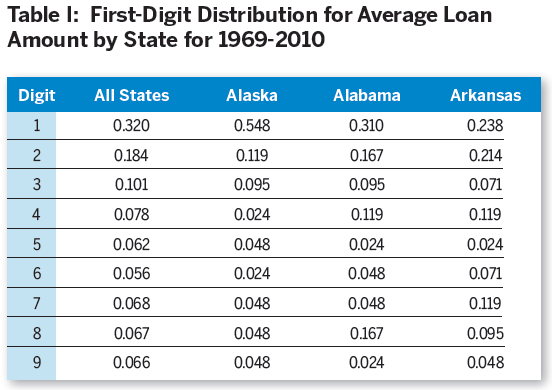 Table I: First-Digit Distribution for Average Loan
Amount by State for 1969-2010
Digit All States Alaska Alabama Arkansas
1 0.320 0.548 0.310 0.238
2 0.184 0.119 0.167 0.214
3 0.101 0.095 0.095 0.071
4 0.078 0.024 0.119 0.119
5 0.062 0.048 0.024 0.024
6 0.056 0.024 0.048 0.071
7 0.068 0.048 0.048 0.119
8 0.067 0.048 0.167 0.095
9 0.066 0.048 0.024 0.048